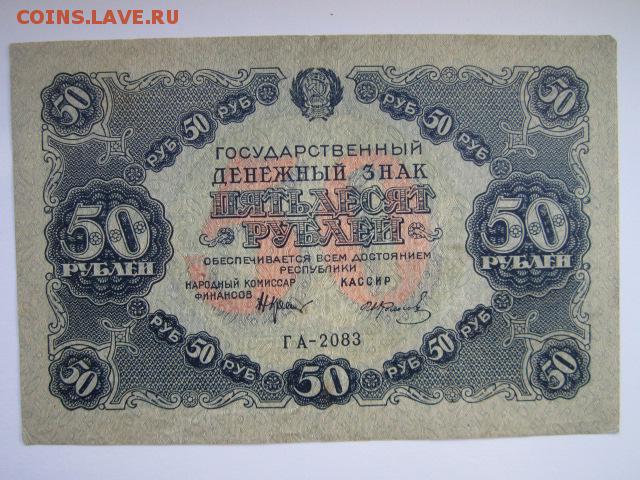 COINS.LAVE.RU
50 50
РУБ 50 РУБ РУБ 50 РУБ
ГОСУДАРСТВЕННЫЙ
ДЕНЕЖНЫЙ ЗНАК
ПЯТЬДЕСЯТ
РУБЛЕЙ
50
50 РУБЛЕЙ
50 РУБЛЕЙ
ОБЕСПЕЧИВАЕТСЯ ВСЕМ ДОСТОЯНИЕМ
РЕСПУБЛИКИ
НАРОДНЫЙ КОМИССАР КАССИР
ФИНАНСОВ
ГА-2083
РУБ 50 РУБ РУБ 50 РУБ
50 50 50